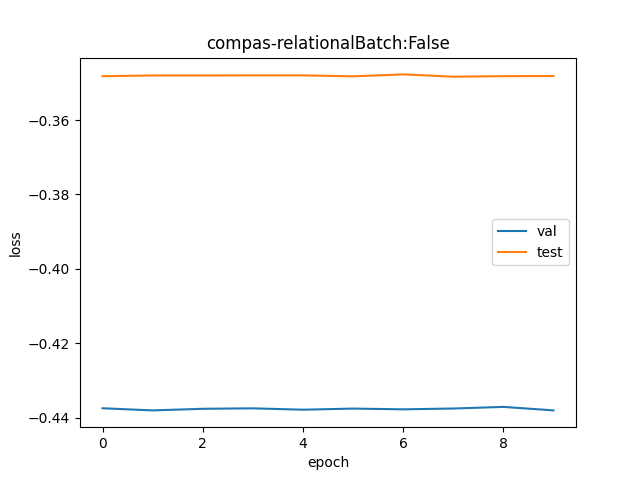 compas-relationalBatch:False
loss
−0.36
−0.38
−0.40
−0.42
−0.44
val
test
0 2 4 6 8
epoch